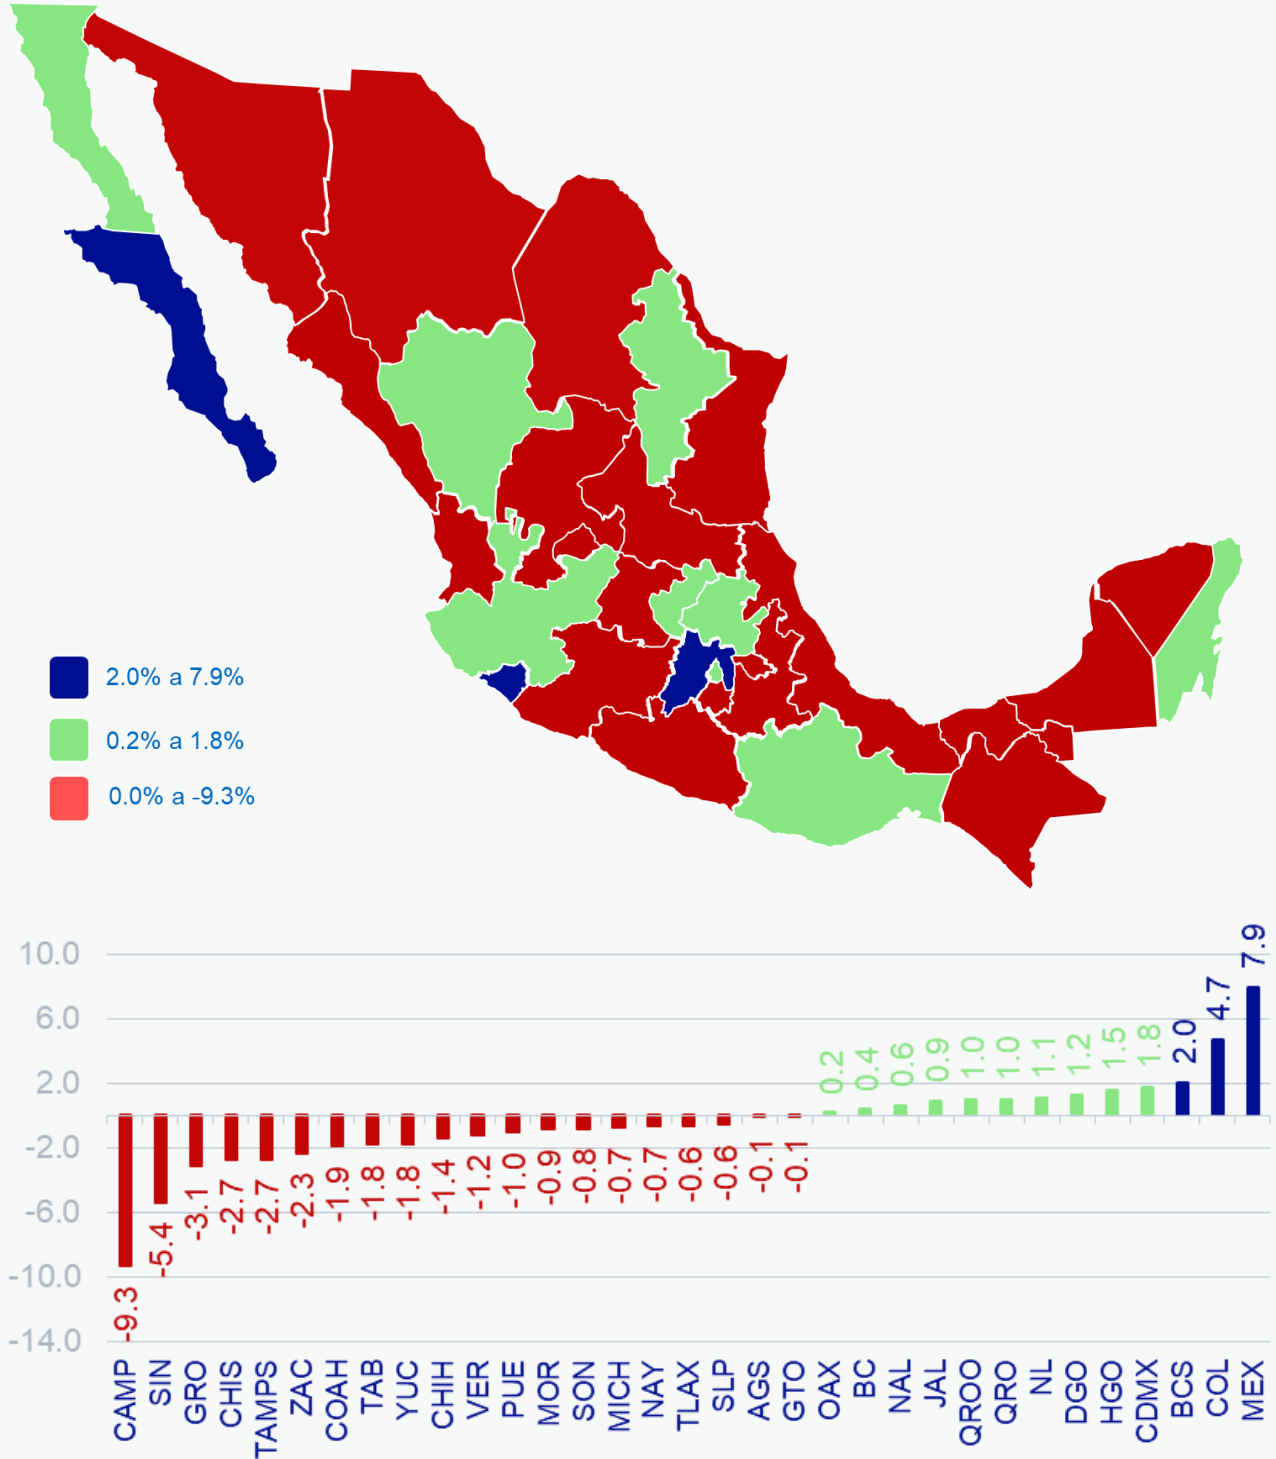 2.0% a 7.9%
0.2% a 1.8%
0.0% a -9.3%
10.0
6.0
2.0
-2.0
-6.0
-10.0
-14.0
-9.3 -5.4 -3.1 -2.7 -2.7 -2.3 -1.9 -1.8 -1.8 -1.4 -1.2 -1.0 -0.9 -0.8 -0.7 -0.7 -0.6 -0.6 -0.1 -0.1 0.2 0.4 0.6 0.9 1.0 1.0 1.1 1.2 1.5 1.8 2.0 4.7 7.9
CAMP SIN GRO CHIS TAMPS ZAC COAH TAB YUC CHIH VER PUE MOR SON MICH NAY TLAX SLP AGS GTO OAX BC NAL JAL QROO QRO NL DGO HGO CDMX BCS COL MEX